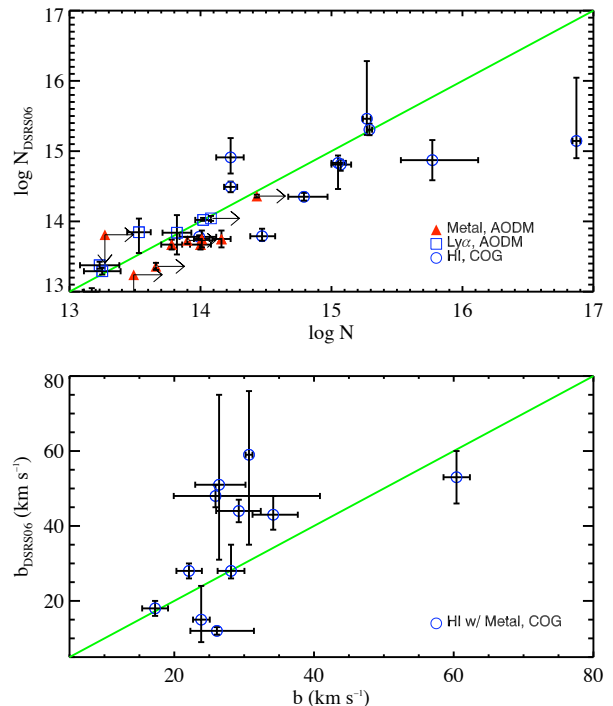 17
16
15
14
13
log N_DSRS06
Metal, AODM
Lyα, AODM
HI, COG
13 14 15 16 17
log N
80
60
40
20
b_DSRS06 (km s⁻¹)
HI w/ Metal, COG
20 40 60 80
b (km s⁻¹)